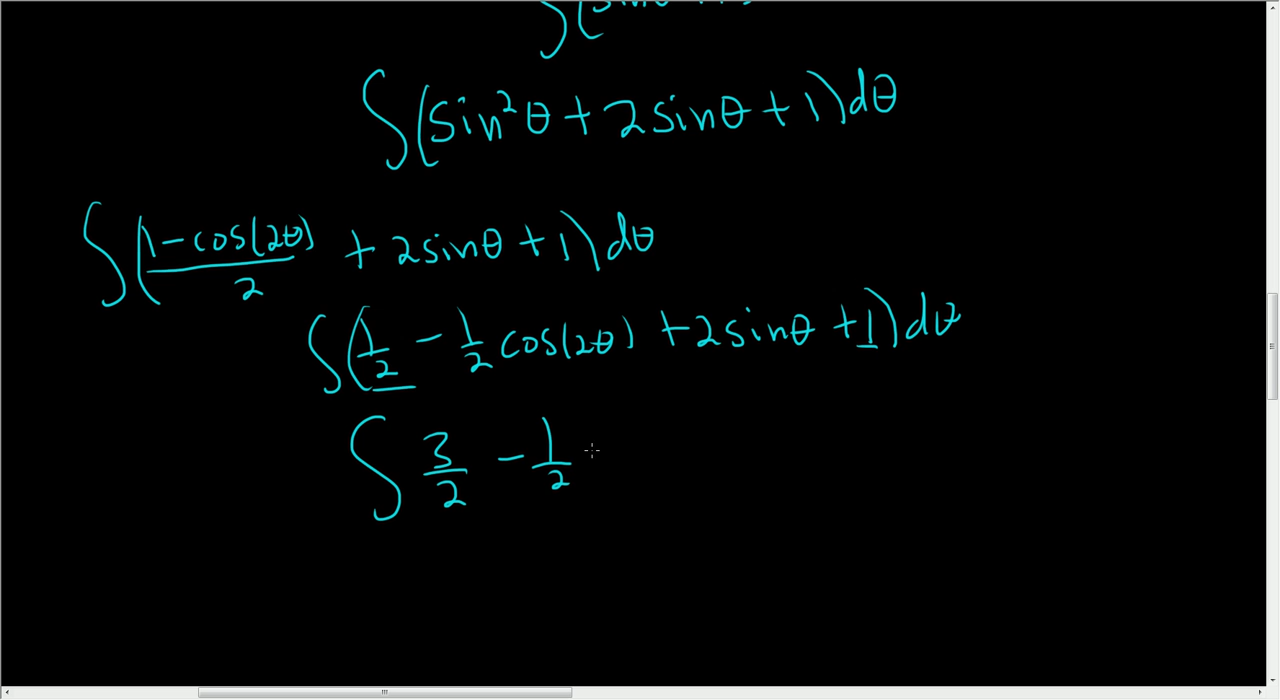 ∫(sin²θ + 2sinθ + 1)dθ
∫((1 - cos(2θ))/2 + 2sinθ + 1)dθ
∫(1/2 - 1/2 cos(2θ) + 2sinθ + 1)dθ
∫ 3/2 - 1/2